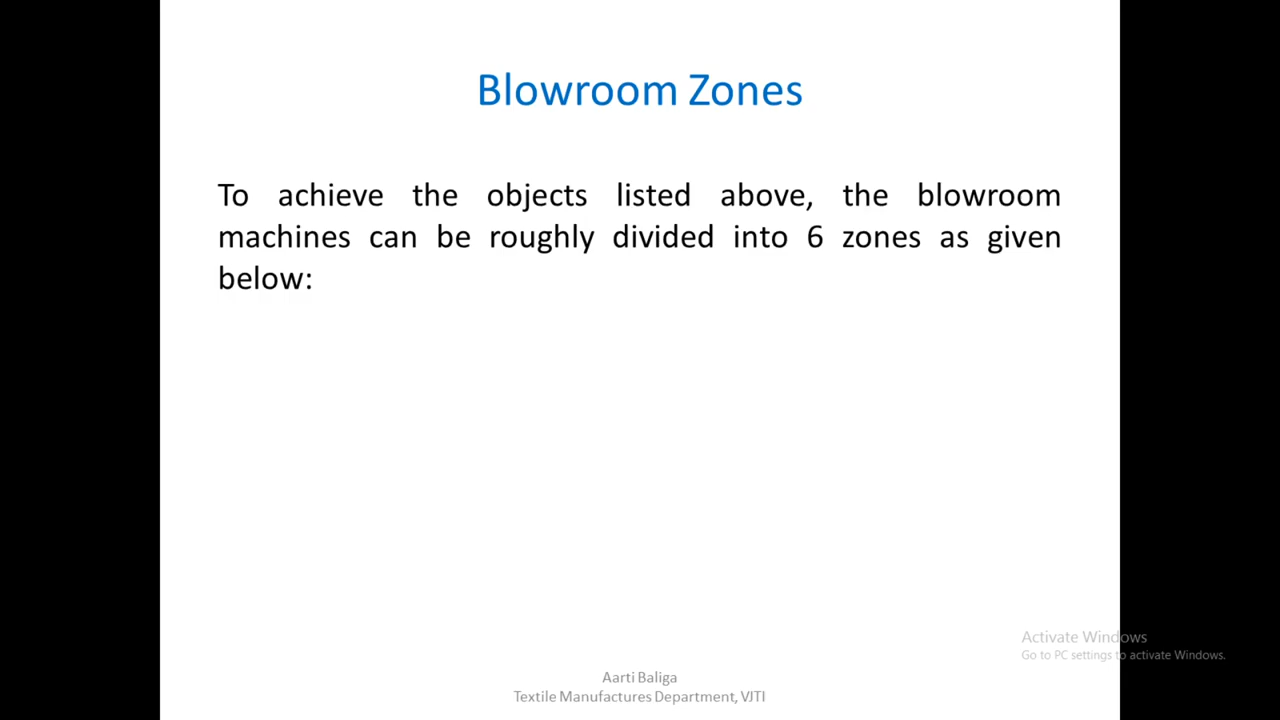 Blowroom Zones
To achieve the objects listed above, the blowroom
machines can be roughly divided into 6 zones as given
below:
Activate Windows
Go to PC settings to activate Windows.
Aarti Baliga
Textile Manufactures Department, VJTI